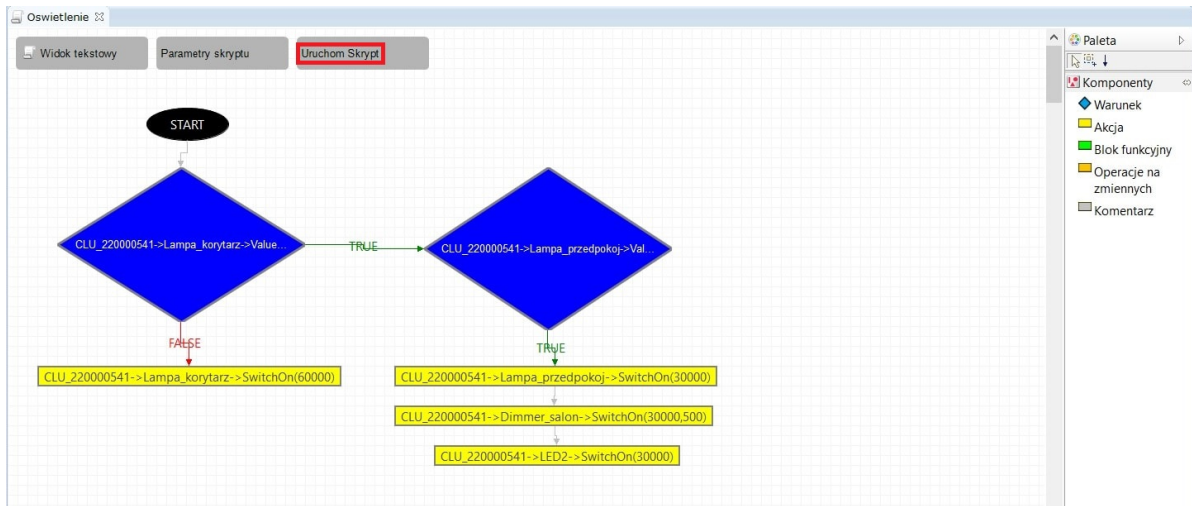 Oswietlenie
Widok tekstowy
Parametry skryptu
Uruchom Skrypt
START
CLU_220000541->Lampa_korytarz->Value...
TRUE
CLU_220000541->Lampa_przedpokoj->Val...
FALSE
TRUE
CLU_220000541->Lampa_korytarz->SwitchOn(60000)
CLU_220000541->Lampa_przedpokoj->SwitchOn(30000)
CLU_220000541->Dimmer_salon->SwitchOn(30000,500)
CLU_220000541->LED2->SwitchOn(30000)
Paleta
Komponenty
Warunek
Akcja
Blok funkcyjny
Operacje na
zmiennych
Komentarz